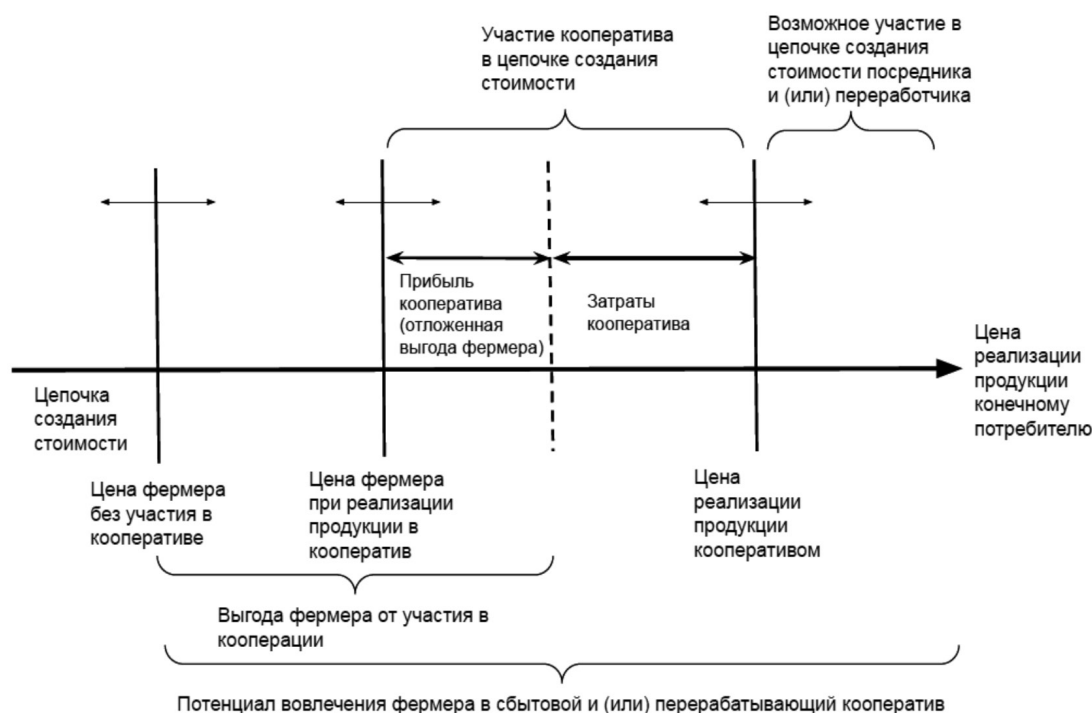 Участие кооператива
в цепочке создания
стоимости
Возможное участие в
цепочке создания
стоимости посредника
и (или) переработчика
Прибыль
кооператива
(отложенная
выгода фермера)
Затраты
кооператива
Цена
реализации
продукции
конечному
потребителю
Цепочка
создания
стоимости
Цена фермера
без участия в
кооперативе
Цена фермера
при реализации
продукции в
кооператив
Цена
реализации
продукции
кооперативом
Выгода фермера от участия в
кооперации
Потенциал вовлечения фермера в сбытовой и (или) перерабатывающий кооператив